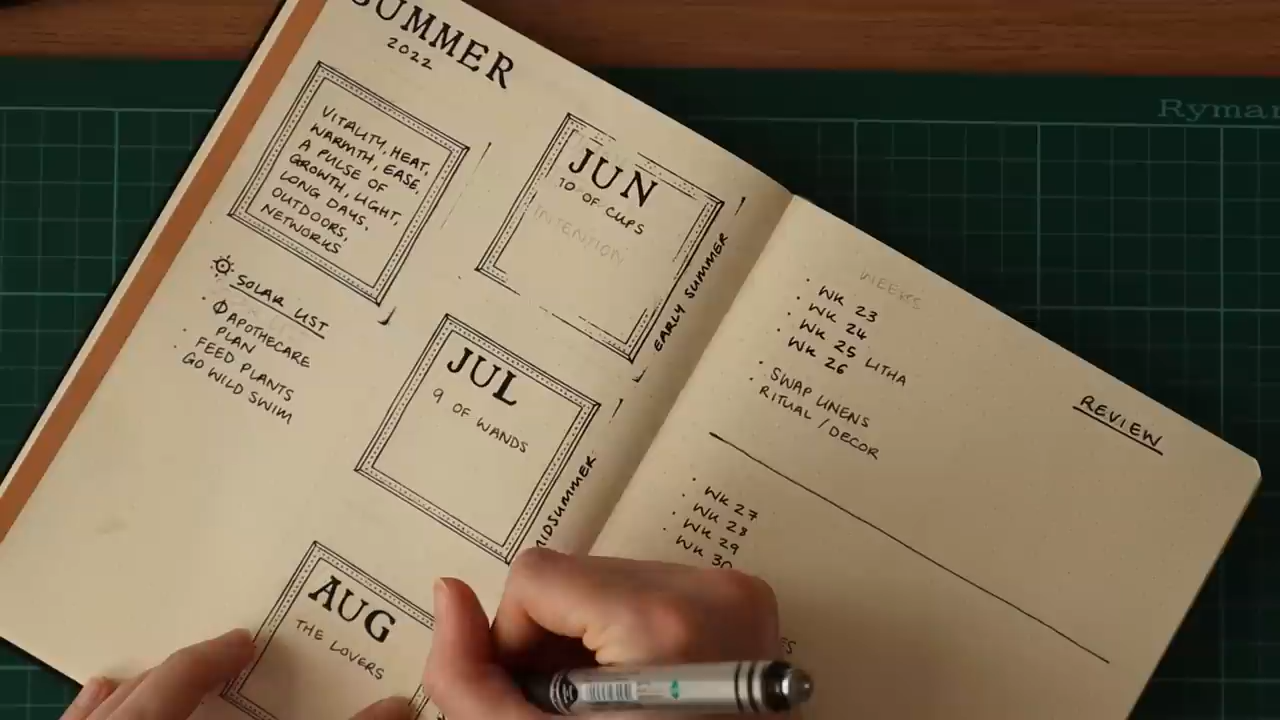 SUMMER
2022
VITALITY, HEAT,
WARMTH, EASE,
A PULSE OF
GROWTH, LIGHT,
LONG DAYS,
OUTDOORS,
NETWORKS
SOLAR LIST
APOTHECARE
PLAN
FEED PLANTS
GO WILD SWIM
JUN
10 OF CUPS
INTENTION
EARLY SUMMER
JUL
9 OF WANDS
MIDSUMMER
AUG
THE LOVERS
WEEKS
• WK 23
• WK 24
• WK 25 LITHA
• WK 26
• SWAP LINENS
• RITUAL / DECOR
REVIEW
• WK 27
• WK 28
• WK 29
• WK 30
Ryman